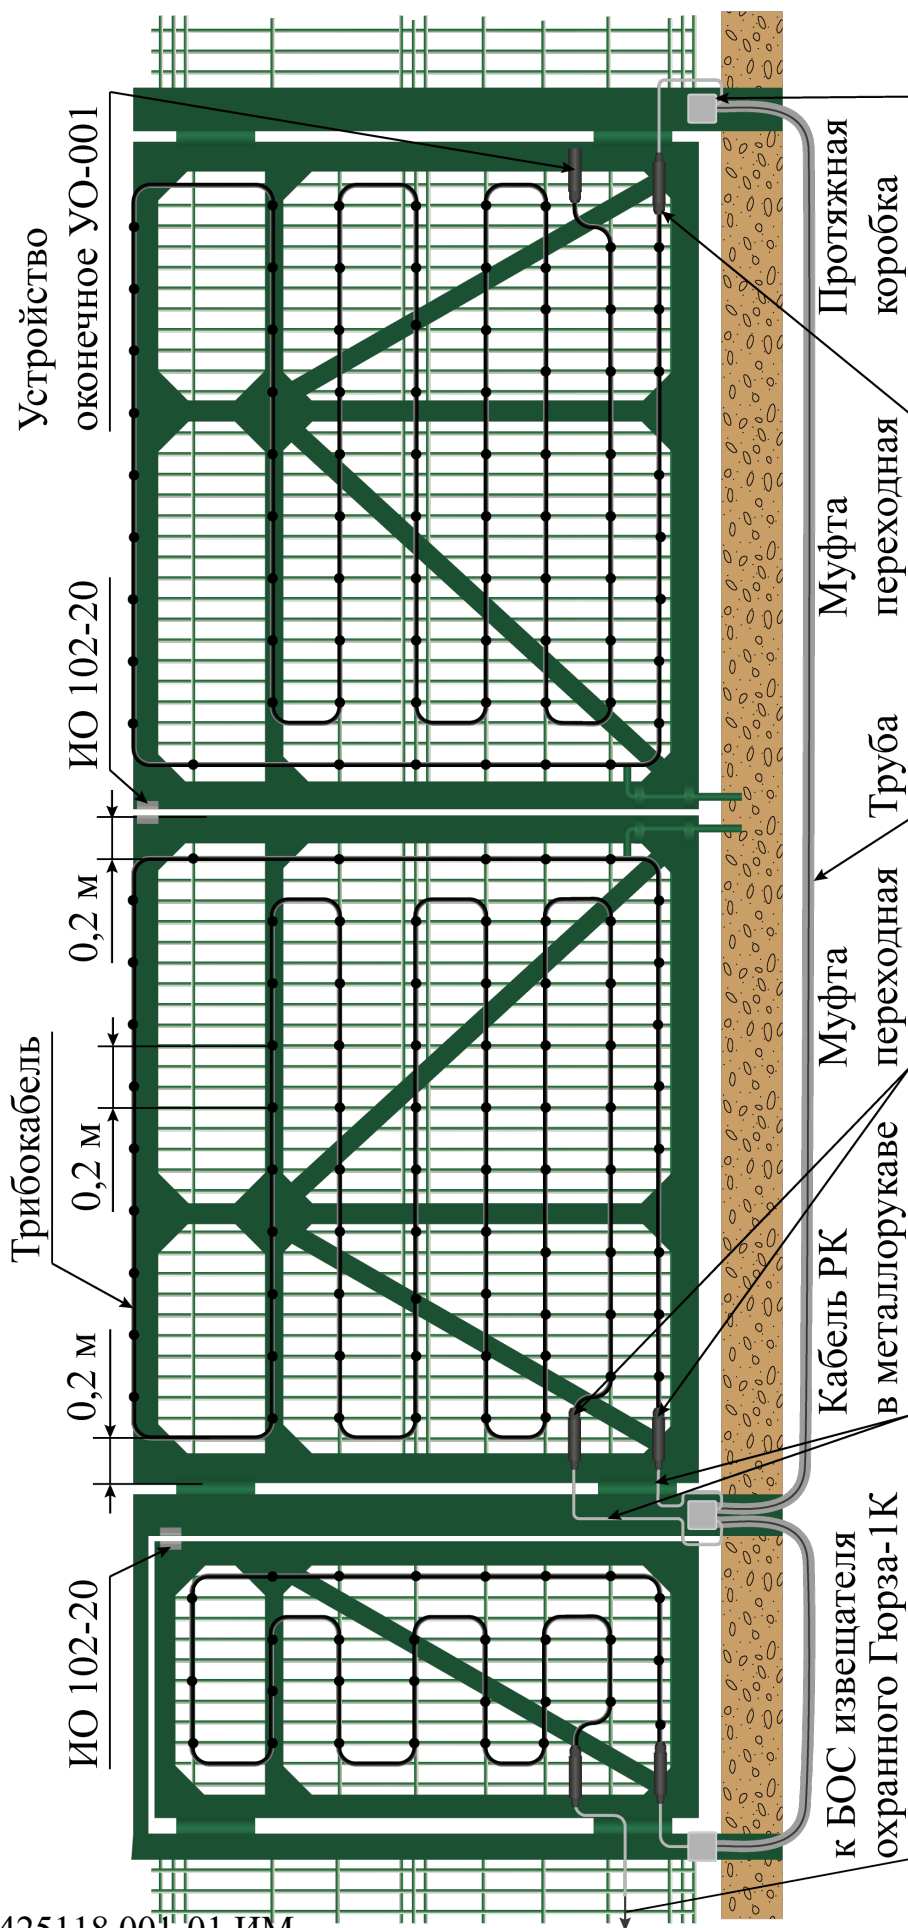 ИО 102-20
0,2 м
Трибокабель
0,2 м
0,2 м
ИО 102-20
Устройство
оконечное УО-001
к БОС извещателя
охранного Гюрза-1К
Кабель РК
в металлорукаве
Муфта
переходная
Труба
Муфта
переходная
Протяжная
коробка
425118.001-01 ИМ